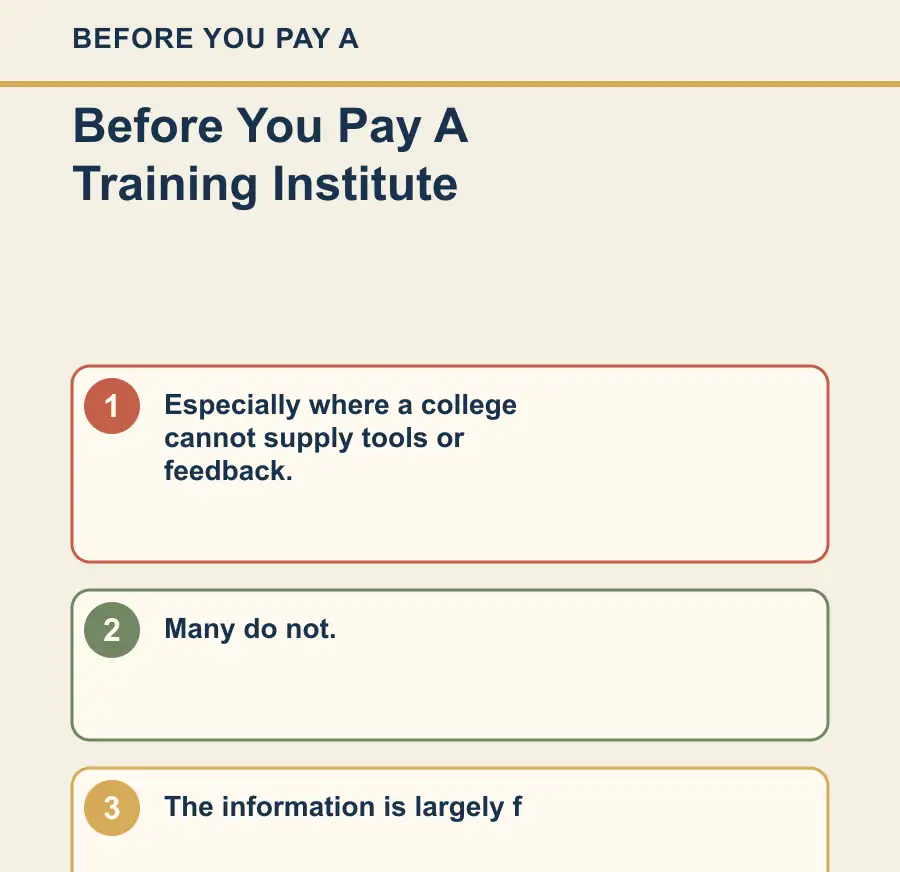 BEFORE YOU PAY A
Before You Pay A
Training Institute
1
Especially where a college
cannot supply tools or
feedback.
2
Many do not.
3
The information is largely f